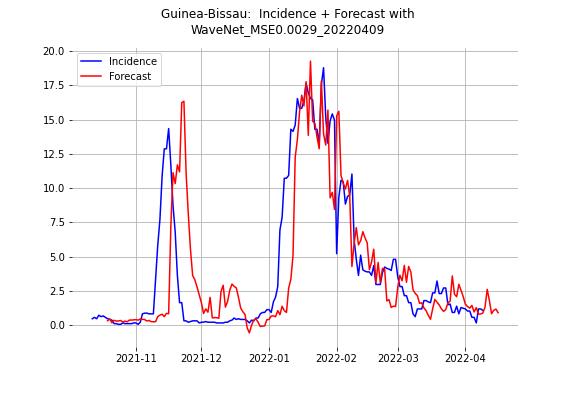 Guinea-Bissau:  Incidence + Forecast with
WaveNet_MSE0.0029_20220409
Incidence
Forecast
20.0
17.5
15.0
12.5
10.0
7.5
5.0
2.5
0.0
2021-11 2021-12 2022-01 2022-02 2022-03 2022-04